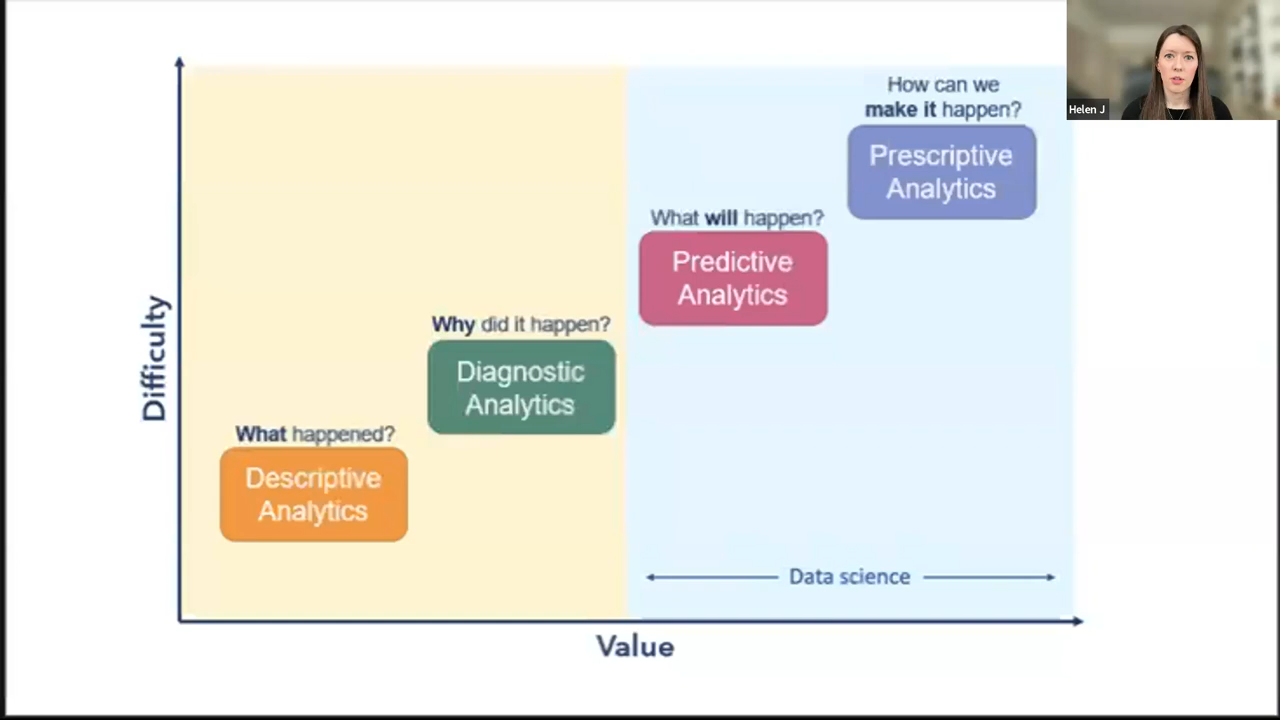 How can we
make it happen?
Prescriptive
Analytics
Helen J
What will happen?
Predictive
Analytics
Why did it happen?
Diagnostic
Analytics
What happened?
Descriptive
Analytics
Difficulty
Data science
Value